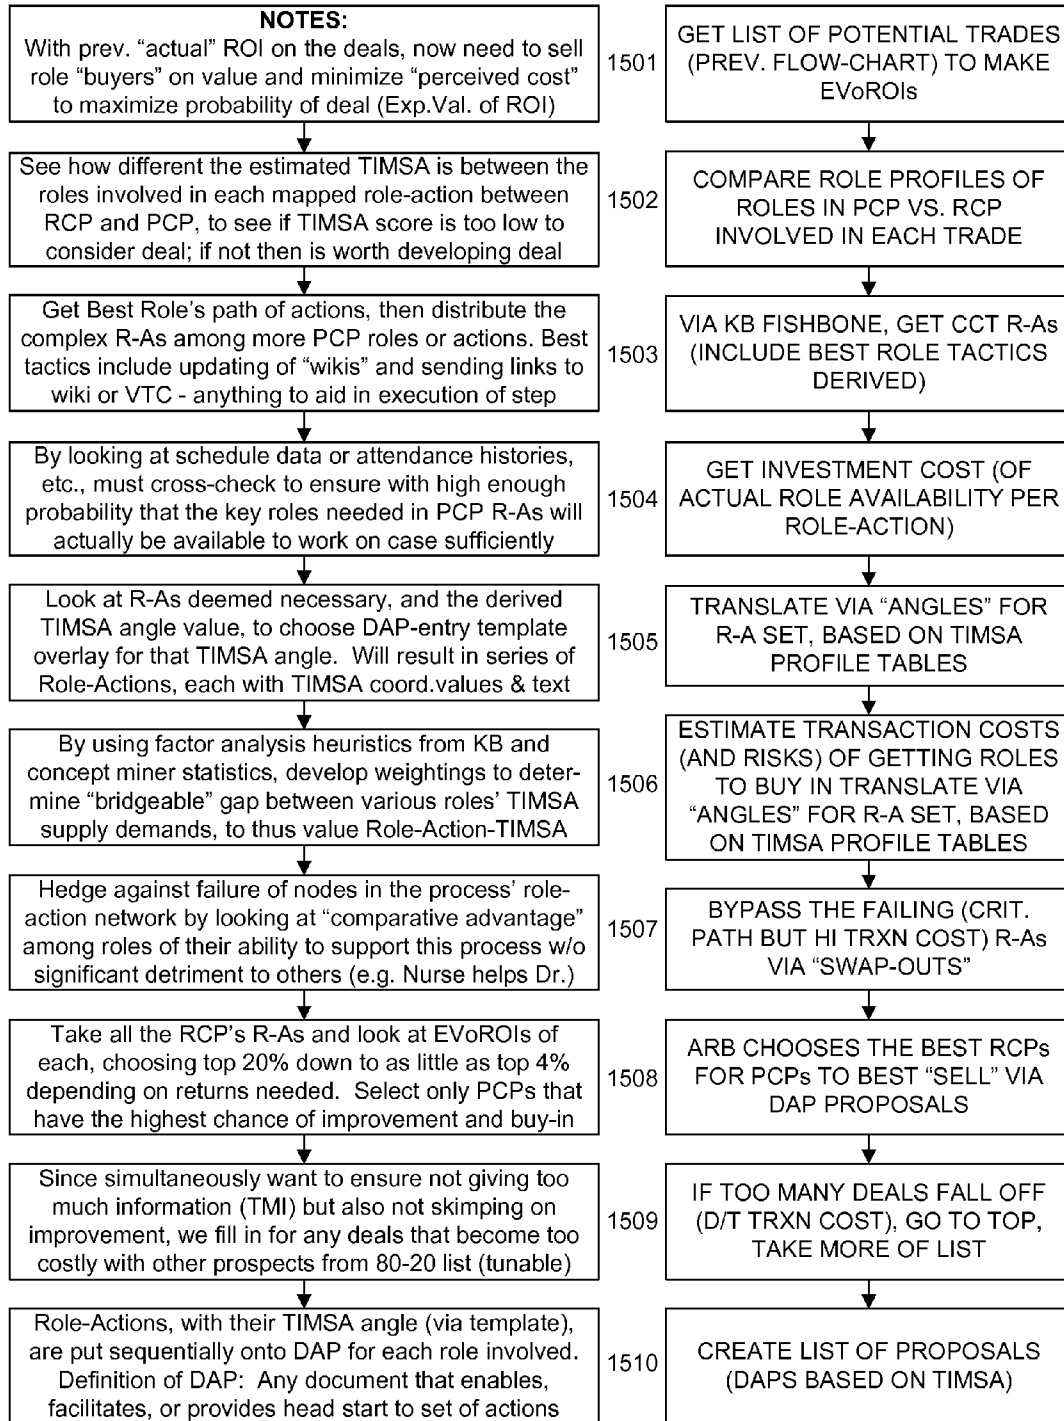 NOTES:
With prev. “actual” ROI on the deals, now need to sell
role “buyers” on value and minimize “perceived cost”
to maximize probability of deal (Exp.Val. of ROI)
1501
GET LIST OF POTENTIAL TRADES
(PREV. FLOW-CHART) TO MAKE
EVoROIs
See how different the estimated TIMSA is between the
roles involved in each mapped role-action between
RCP and PCP, to see if TIMSA score is too low to
consider deal; if not then is worth developing deal
1502
COMPARE ROLE PROFILES OF
ROLES IN PCP VS. RCP
INVOLVED IN EACH TRADE
Get Best Role’s path of actions, then distribute the
complex R-As among more PCP roles or actions. Best
tactics include updating of “wikis” and sending links to
wiki or VTC - anything to aid in execution of step
1503
VIA KB FISHBONE, GET CCT R-As
(INCLUDE BEST ROLE TACTICS
DERIVED)
By looking at schedule data or attendance histories,
etc., must cross-check to ensure with high enough
probability that the key roles needed in PCP R-As will
actually be available to work on case sufficiently
1504
GET INVESTMENT COST (OF
ACTUAL ROLE AVAILABILITY PER
ROLE-ACTION)
Look at R-As deemed necessary, and the derived
TIMSA angle value, to choose DAP-entry template
overlay for that TIMSA angle.  Will result in series of
Role-Actions, each with TIMSA coord.values & text
1505
TRANSLATE VIA “ANGLES” FOR
R-A SET, BASED ON TIMSA
PROFILE TABLES
By using factor analysis heuristics from KB and
concept miner statistics, develop weightings to deter-
mine “bridgeable” gap between various roles’ TIMSA
supply demands, to thus value Role-Action-TIMSA
1506
ESTIMATE TRANSACTION COSTS
(AND RISKS) OF GETTING ROLES
TO BUY IN TRANSLATE VIA
“ANGLES” FOR R-A SET, BASED
ON TIMSA PROFILE TABLES
Hedge against failure of nodes in the process’ role-
action network by looking at “comparative advantage”
among roles of their ability to support this process w/o
significant detriment to others (e.g. Nurse helps Dr.)
1507
BYPASS THE FAILING (CRIT.
PATH BUT HI TRXN COST) R-As
VIA “SWAP-OUTS”
Take all the RCP’s R-As and look at EVoROIs of
each, choosing top 20% down to as little as top 4%
depending on returns needed.  Select only PCPs that
have the highest chance of improvement and buy-in
1508
ARB CHOOSES THE BEST RCPs
FOR PCPs TO BEST “SELL” VIA
DAP PROPOSALS
Since simultaneously want to ensure not giving too
much information (TMI) but also not skimping on
improvement, we fill in for any deals that become too
costly with other prospects from 80-20 list (tunable)
1509
IF TOO MANY DEALS FALL OFF
(D/T TRXN COST), GO TO TOP,
TAKE MORE OF LIST
Role-Actions, with their TIMSA angle (via template),
are put sequentially onto DAP for each role involved.
Definition of DAP:  Any document that enables,
facilitates, or provides head start to set of actions
1510
CREATE LIST OF PROPOSALS
(DAPS BASED ON TIMSA)